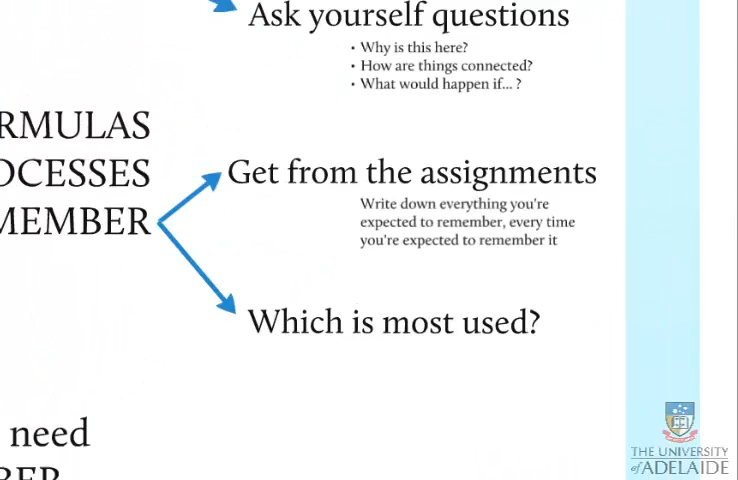 Ask yourself questions
• Why is this here?
• How are things connected?
• What would happen if... ?
RMULAS
OCESSES
MEMBER
Get from the assignments
Write down everything you're
expected to remember, every time
you're expected to remember it
Which is most used?
need
BER
THE UNIVERSITY
of ADELAIDE